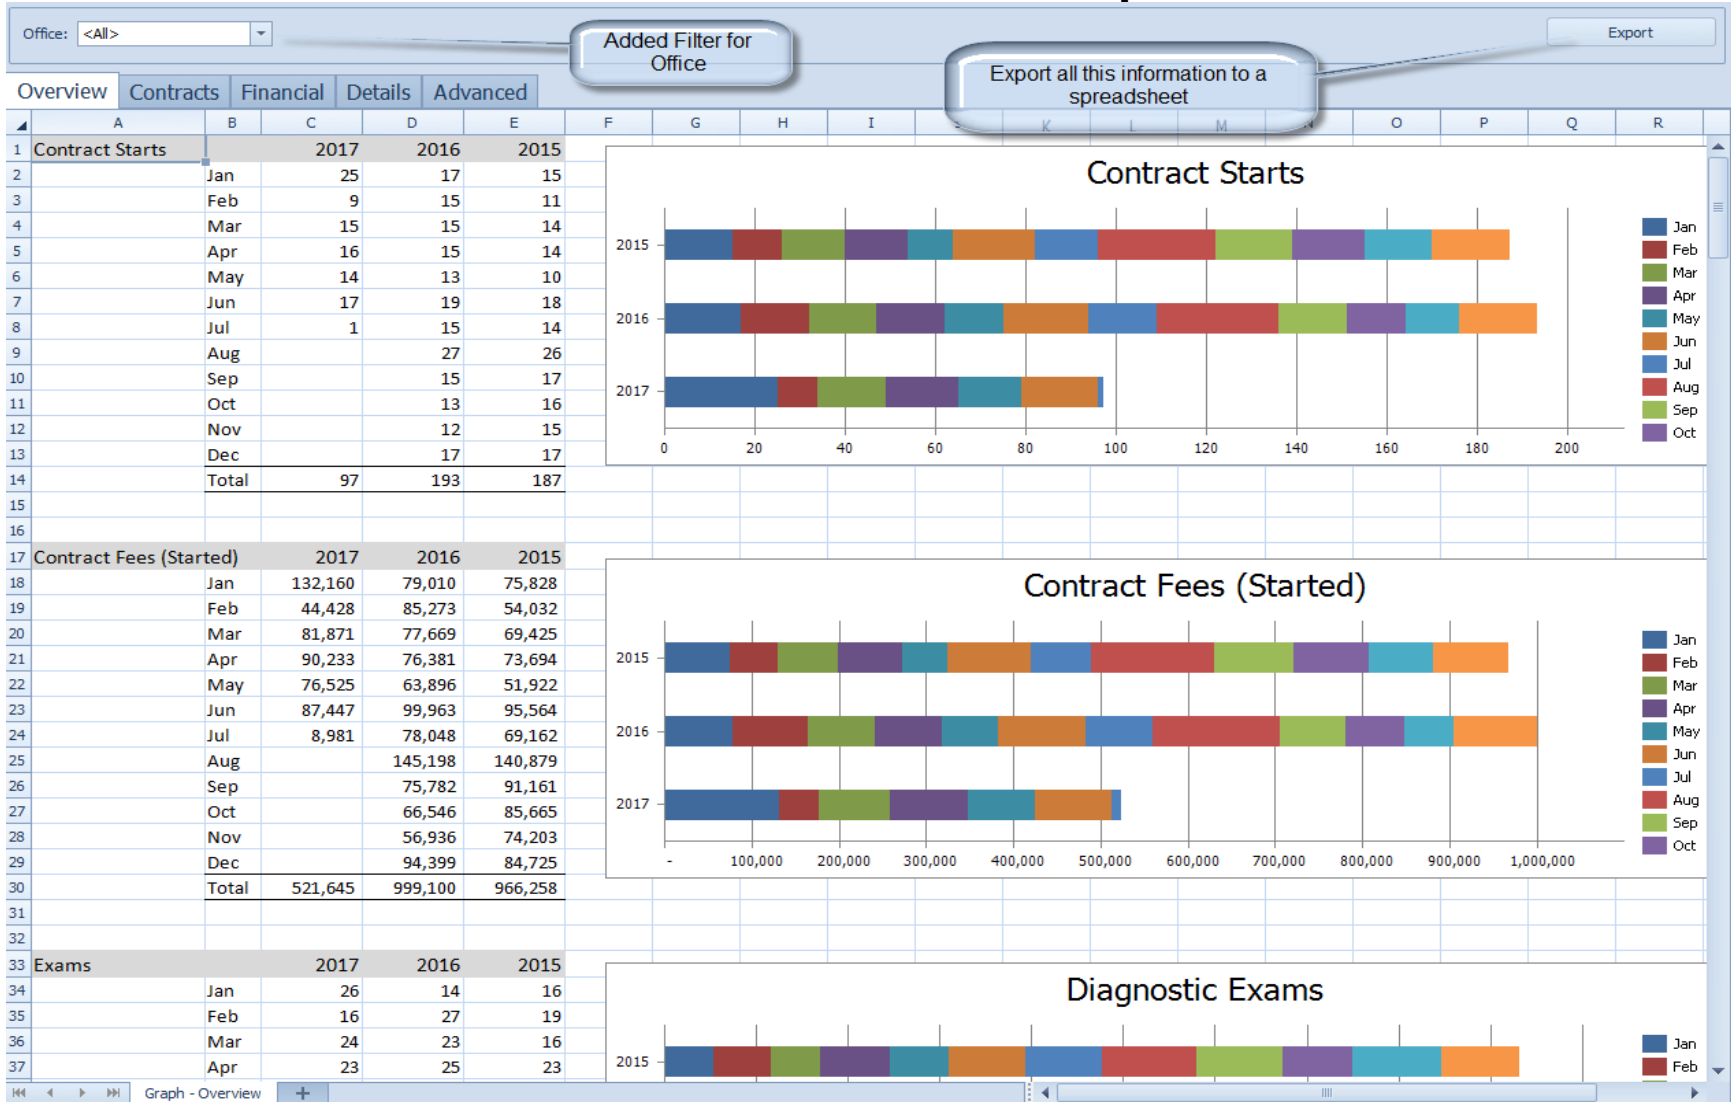 Office: <All>
Added Filter for
Office
Export
Export all this information to a
spreadsheet
Overview Contracts Financial Details Advanced
A B C D E F G H I K L M N O P Q R
1 Contract Starts 2017 2016 2015
2 Jan 25 17 15
3 Feb 9 15 11
4 Mar 15 15 14
5 Apr 16 15 14
6 May 14 13 10
7 Jun 17 19 18
8 Jul 1 15 14
9 Aug 27 26
10 Sep 15 17
11 Oct 13 16
12 Nov 12 15
13 Dec 17 17
14 Total 97 193 187
15
16
Contract Starts
2015
2016
2017
0 20 40 60 80 100 120 140 160 180 200
Jan
Feb
Mar
Apr
May
Jun
Jul
Aug
Sep
Oct
17 Contract Fees (Started) 2017 2016 2015
18 Jan 132,160 79,010 75,828
19 Feb 44,428 85,273 54,032
20 Mar 81,871 77,669 69,425
21 Apr 90,233 76,381 73,694
22 May 76,525 63,896 51,922
23 Jun 87,447 99,963 95,564
24 Jul 8,981 78,048 69,162
25 Aug 145,198 140,879
26 Sep 75,782 91,161
27 Oct 66,546 85,665
28 Nov 56,936 74,203
29 Dec 94,399 84,725
30 Total 521,645 999,100 966,258
31
32
Contract Fees (Started)
2015
2016
2017
- 100,000 200,000 300,000 400,000 500,000 600,000 700,000 800,000 900,000 1,000,000
Jan
Feb
Mar
Apr
May
Jun
Jul
Aug
Sep
Oct
33 Exams 2017 2016 2015
34 Jan 26 14 16
35 Feb 16 27 19
36 Mar 24 23 16
37 Apr 23 25 23
Diagnostic Exams
2015
Jan
Feb
Graph - Overview